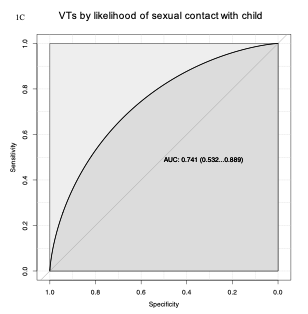 1C
VTs by likelihood of sexual contact with child
1.0
0.8
0.6
0.4
0.2
0.0
Sensitivity
AUC: 0.741 (0.532...0.889)
1.0 0.8 0.6 0.4 0.2 0.0
Specificity